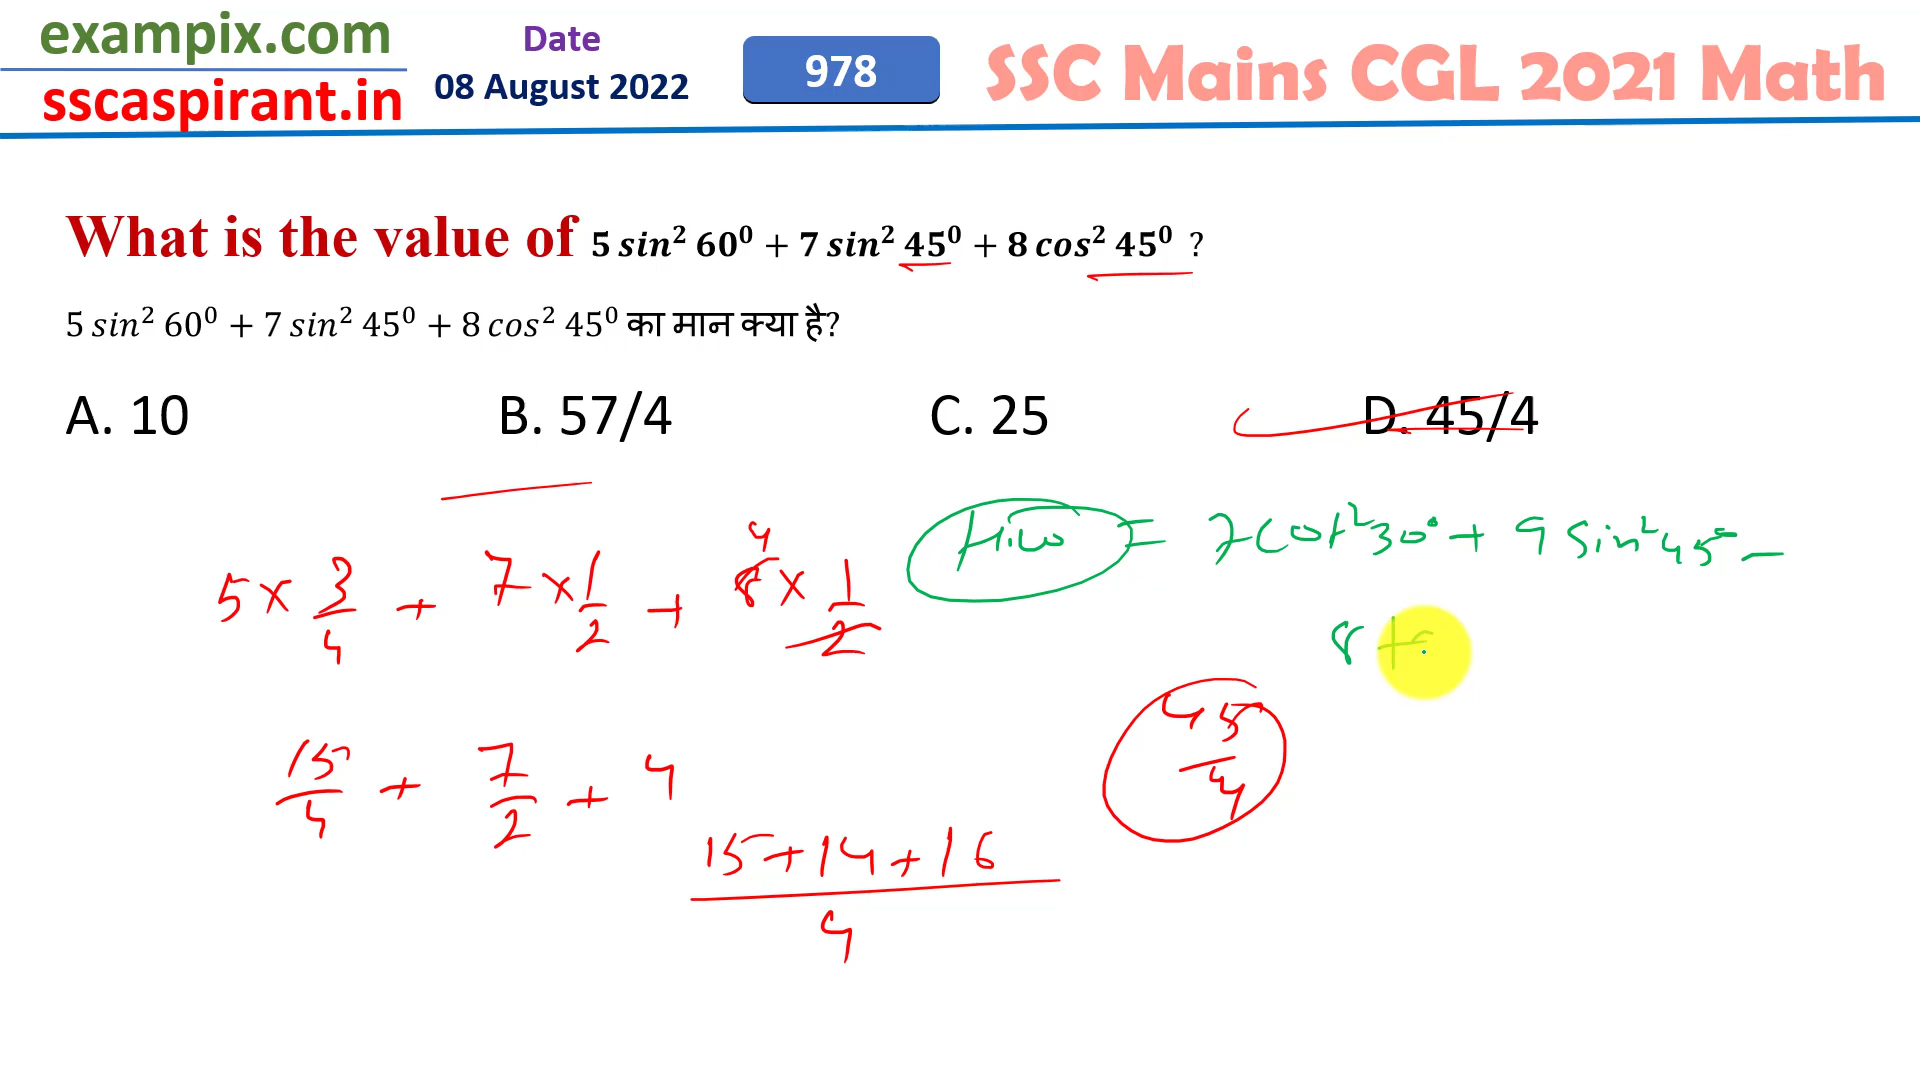 exampix.com
sscaspirant.in
Date
08 August 2022
978
SSC Mains CGL 2021 Math
What is the value of 5 sin² 60⁰ + 7 sin² 45⁰ + 8 cos² 45⁰ ?
5 sin² 60⁰ + 7 sin² 45⁰ + 8 cos² 45⁰ का मान क्या है?
A. 10 B. 57/4 C. 25 D. 45/4
H.W = 7 cot² 30° + 9 sin² 45° –
8
4
5 × 3/4 + 7 × 1/2 + 8 × 1/2
45/4
15/4 + 7/2 + 4
15 + 14 + 16
4